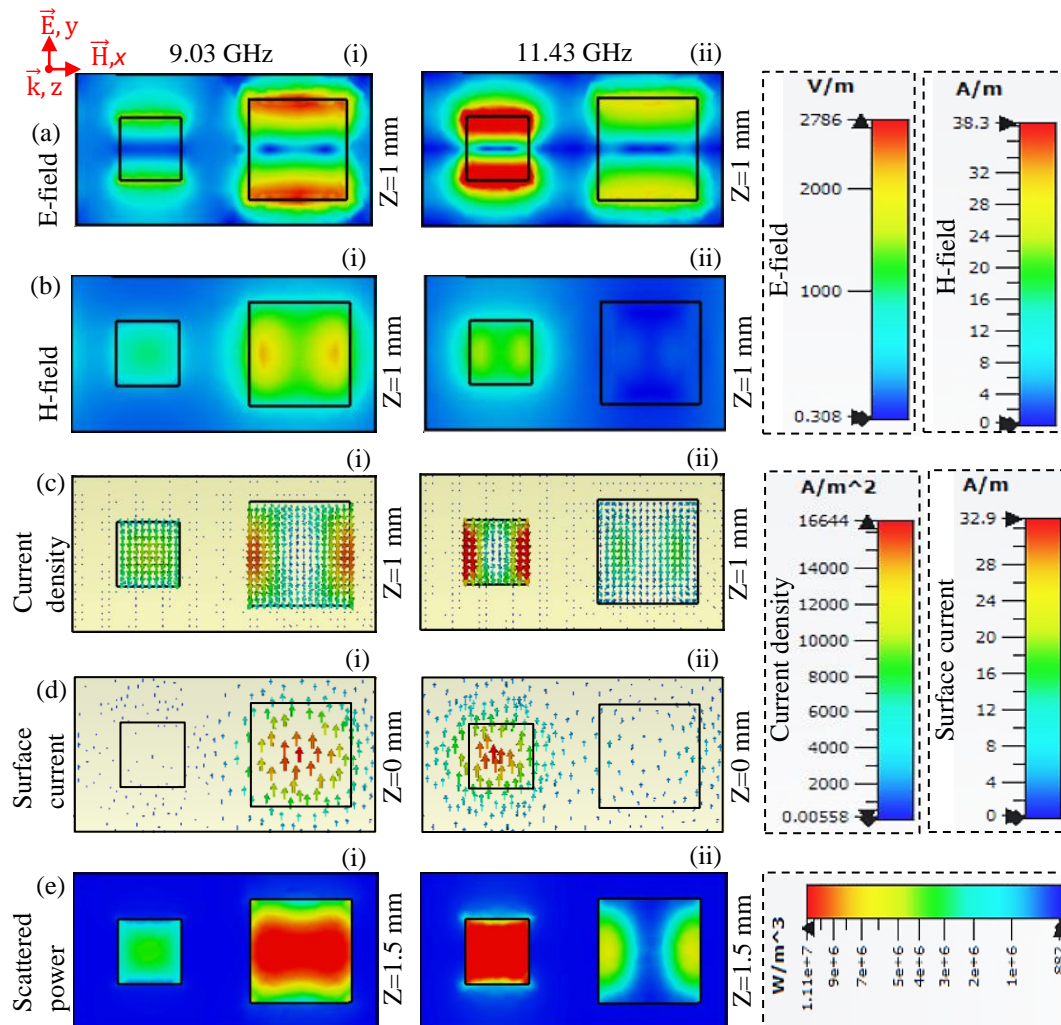 E, y
H, x
k, z
9.03 GHz
(i)
11.43 GHz
(ii)
(a)
E-field
Z=1 mm
Z=1 mm
V/m
2786
2000
1000
0.308
E-field
A/m
38.3
36
32
28
24
20
16
12
8
4
0
H-field
(b)
(i)
(ii)
H-field
Z=1 mm
Z=1 mm
(c)
(i)
(ii)
Current
density
Z=1 mm
Z=1 mm
A/m^2
16644
14000
12000
10000
8000
6000
4000
2000
0.00558
Current density
A/m
32.9
28
24
20
16
12
8
4
0
Surface current
(d)
(i)
(ii)
Surface
current
Z=0 mm
Z=0 mm
(e)
(i)
(ii)
Scattered
power
Z=1.5 mm
Z=1.5 mm
W/m^3
1.11e+7
9e+6
7e+6
5e+6
4e+6
3e+6
2e+6
1e+6